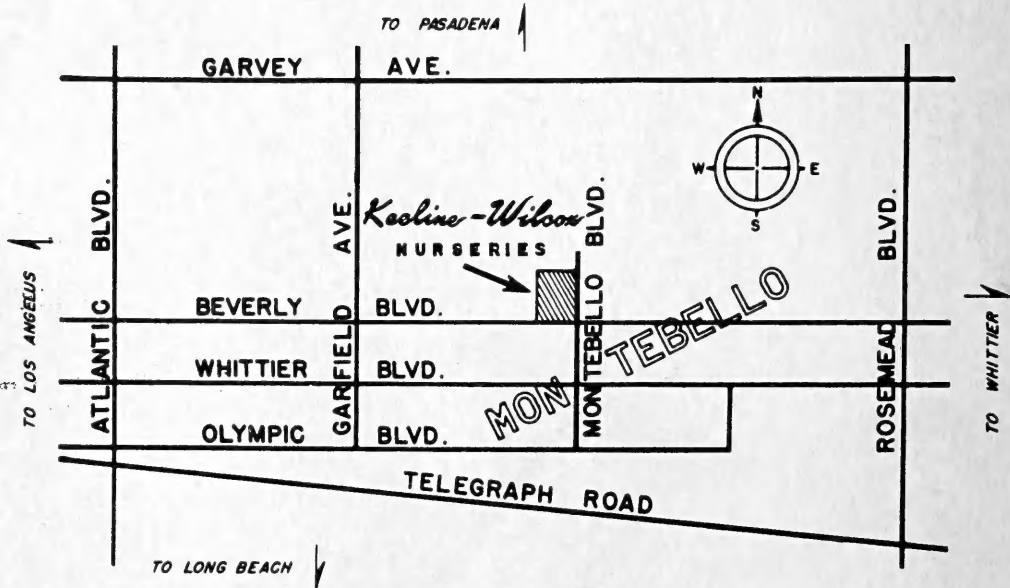 TO PASADENA
GARVEY AVE.
N
W E
S
ATLANTIC BLVD.
GARFIELD AVE.
Keeline-Wilson
NURSERIES
MONTEBELLO BLVD.
ROSEMEAD BLVD.
TO LOS ANGELUS
BEVERLY BLVD.
MONTEBELLO
WHITTIER BLVD.
TO WHITTIER
OLYMPIC BLVD.
TELEGRAPH ROAD
TO LONG BEACH